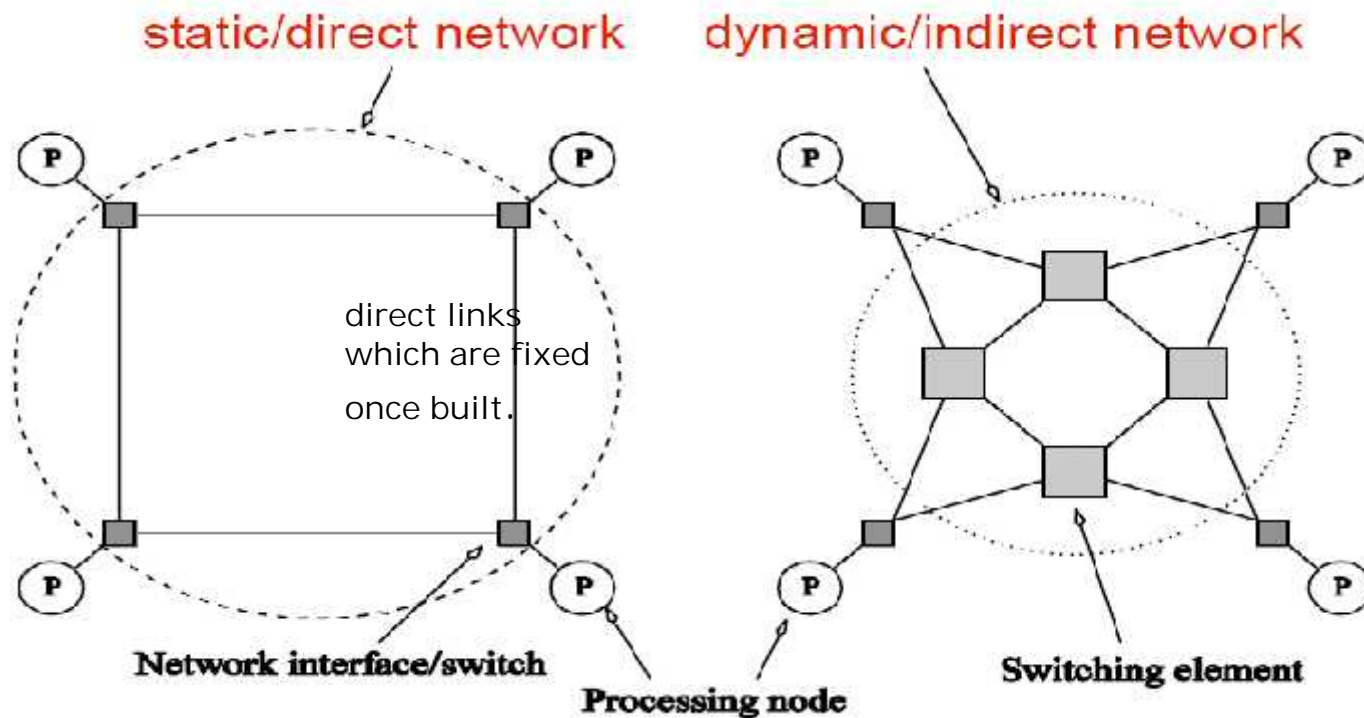 static/direct network
dynamic/indirect network
P
P
P
P
direct links
which are fixed
once built.
P
P
P
P
Network interface/switch
Switching element
Processing node